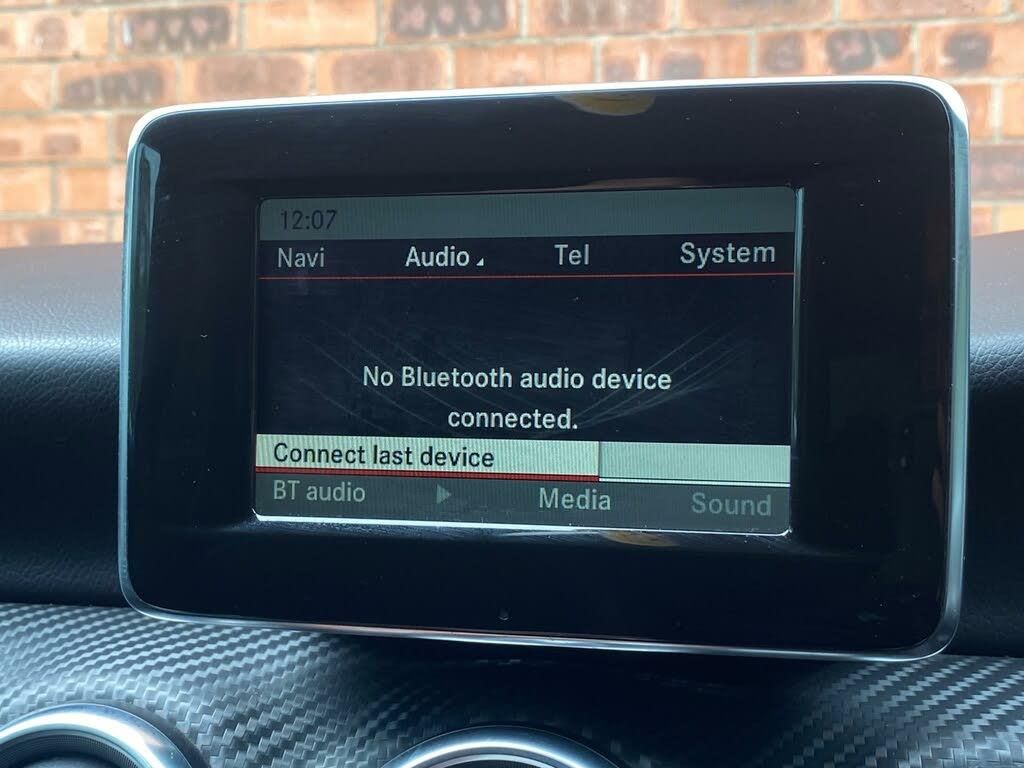 12:07
Navi Audio Tel System
No Bluetooth audio device
connected.
Connect last device
BT audio Media Sound